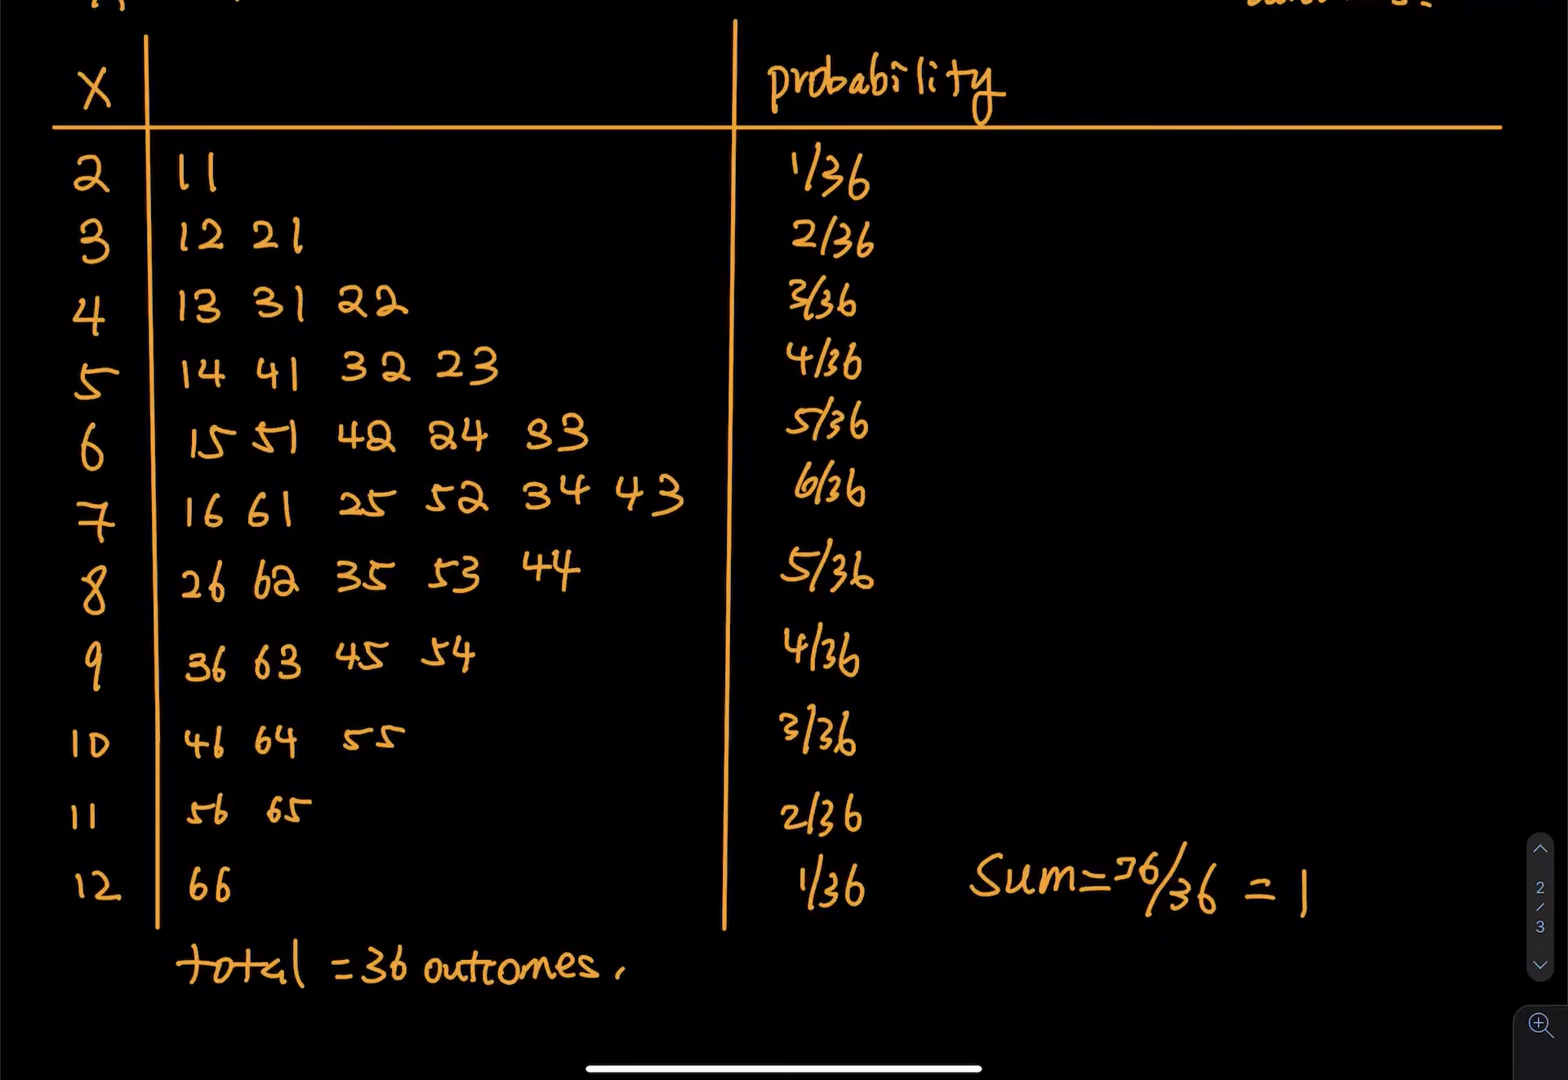 X probability
2 11 1/36
3 12 21 2/36
4 13 31 22 3/36
5 14 41 32 23 4/36
6 15 51 42 24 33 5/36
7 16 61 25 52 34 43 6/36
8 26 62 35 53 44 5/36
9 36 63 45 54 4/36
10 46 64 55 3/36
11 56 65 2/36
12 66 1/36 Sum=36/36 = 1
total = 36 outcomes.
2
/
3